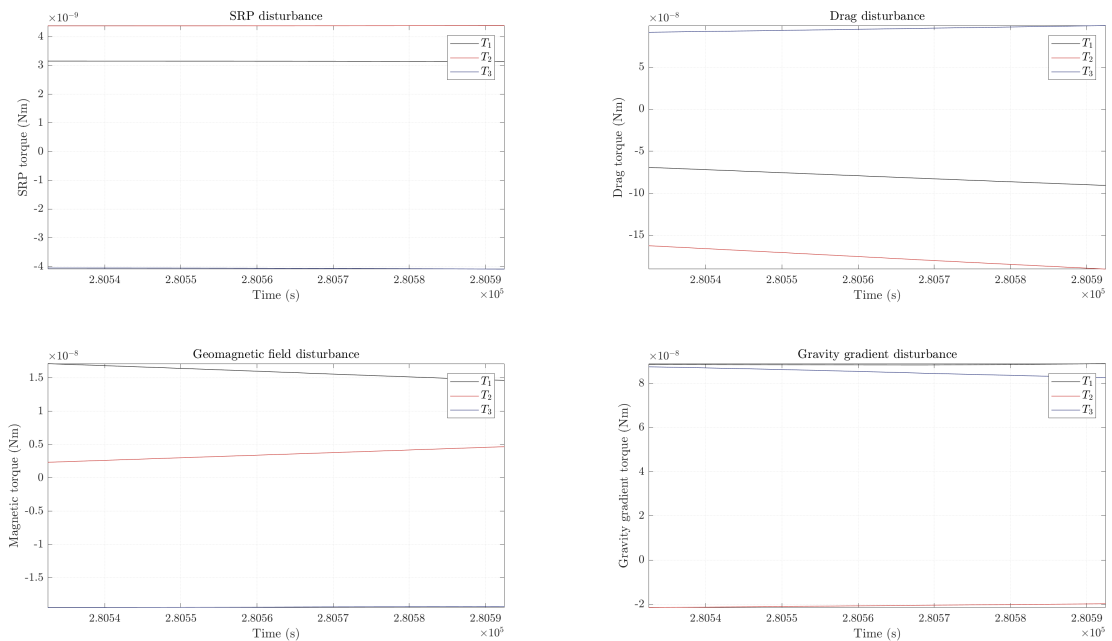 SRP disturbance
×10⁻⁹
4
3
2
1
0
-1
-2
-3
-4
SRP torque (Nm)
T₁
T₂
T₃
2.8054 2.8055 2.8056 2.8057 2.8058 2.8059
Time (s)
×10⁵
Drag disturbance
×10⁻⁸
5
0
-5
-10
-15
Drag torque (Nm)
T₁
T₂
T₃
2.8054 2.8055 2.8056 2.8057 2.8058 2.8059
Time (s)
×10⁵
Geomagnetic field disturbance
×10⁻⁸
1.5
1
0.5
0
-0.5
-1
-1.5
Magnetic torque (Nm)
T₁
T₂
T₃
2.8054 2.8055 2.8056 2.8057 2.8058 2.8059
Time (s)
×10⁵
Gravity gradient disturbance
×10⁻⁸
8
6
4
2
0
-2
Gravity gradient torque (Nm)
T₁
T₂
T₃
2.8054 2.8055 2.8056 2.8057 2.8058 2.8059
Time (s)
×10⁵